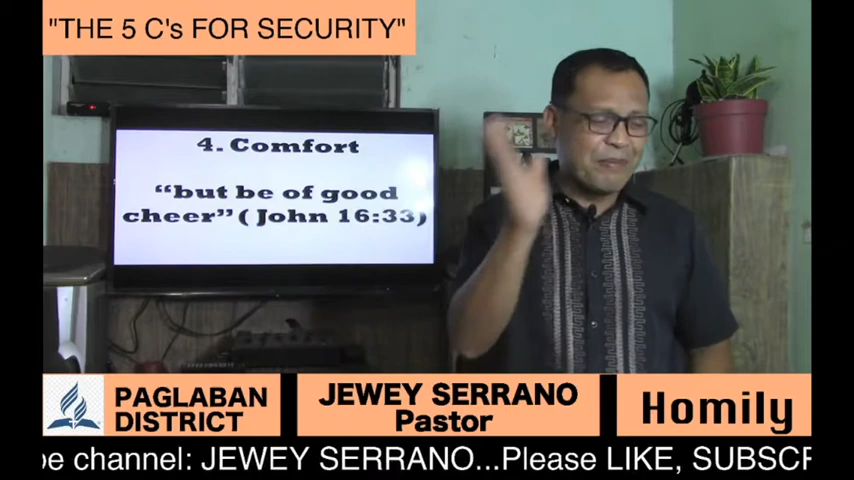 "THE 5 C's FOR SECURITY"
4. Comfort
“but be of good
cheer”( John 16:33)
PAGLABAN
DISTRICT
JEWEY SERRANO
Pastor
Homily
channel: JEWEY SERRANO...Please LIKE,